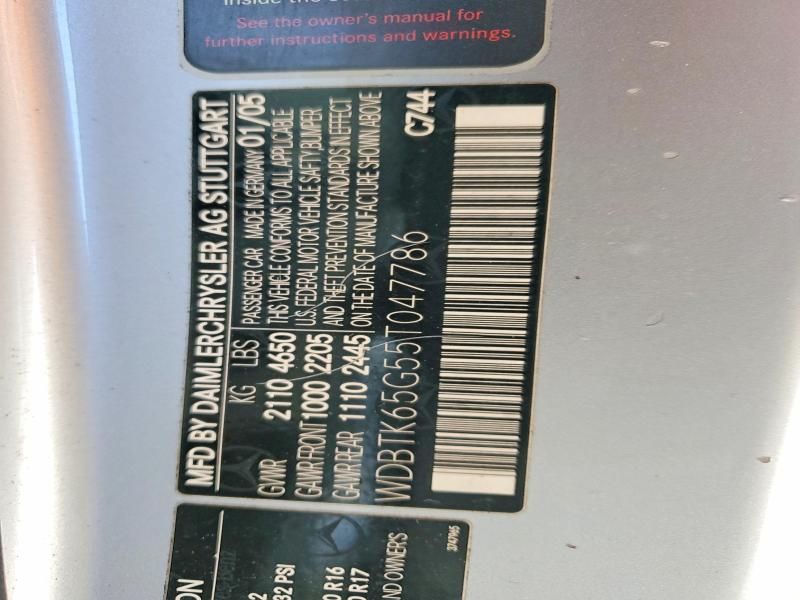 See the owner's manual for
further instructions and warnings.
MFD BY DAIMLERCHRYSLER AG STUTTGART
KG LBS PASSENGER CAR MADE IN GERMANY 01/05
GVWR 2110 4650 THIS VEHICLE CONFORMS TO ALL APPLICABLE
U.S. FEDERAL MOTOR VEHICLE SAFETY, BUMPER
GAWR FRONT 1000 2205 AND THEFT PREVENTION STANDARDS IN EFFECT
GAWR REAR 1110 2445 ON THE DATE OF MANUFACTURE SHOWN ABOVE
WDBTK65G55T047786 C744
32 PSI
R16
R17
AND OWNER'S